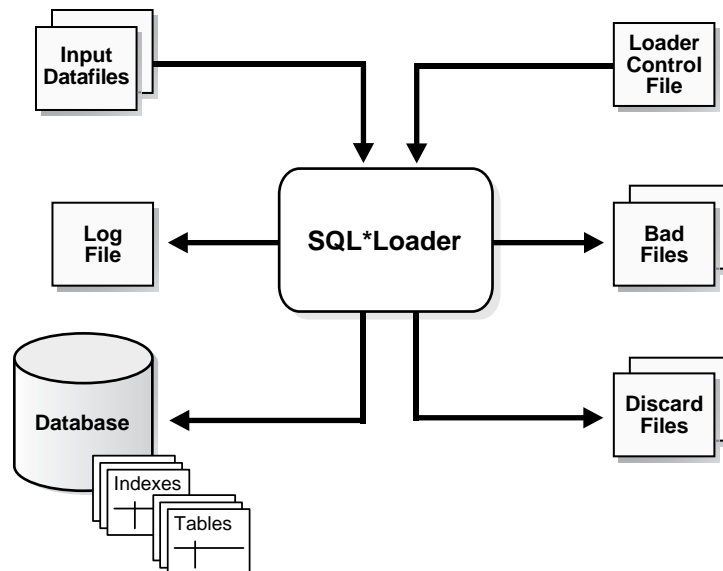 Input
Datafiles
Loader
Control
File
Log
File
SQL*Loader
Bad
Files
Database
Discard
Files
Indexes
Tables